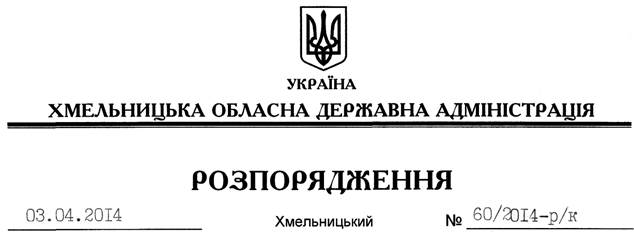 УКРАЇНА
ХМЕЛЬНИЦЬКА ОБЛАСНА ДЕРЖАВНА АДМІНІСТРАЦІЯ
РОЗПОРЯДЖЕННЯ
03.04.2014 Хмельницький № 60/2014-р/к